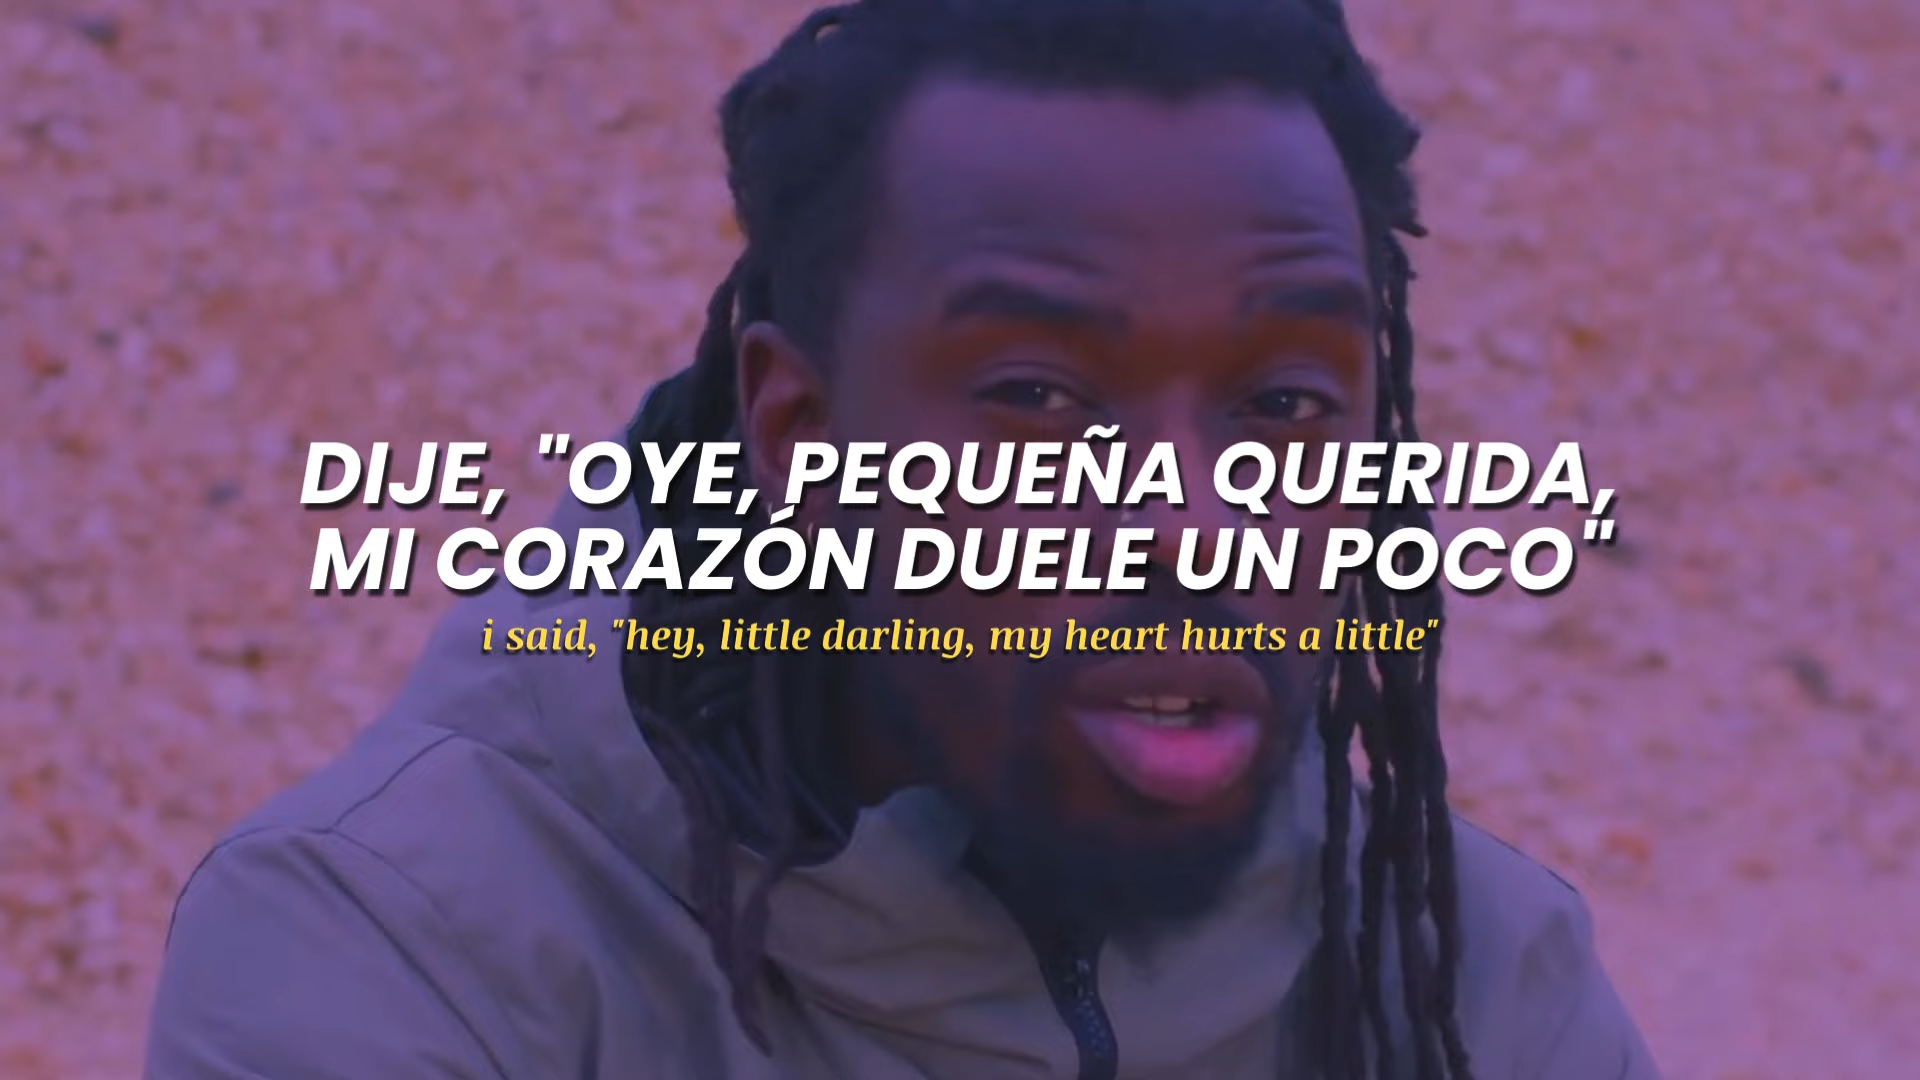 DIJE, "OYE, PEQUEÑA QUERIDA,
MI CORAZÓN DUELE UN POCO"
i said, "hey, little darling, my heart hurts a little"